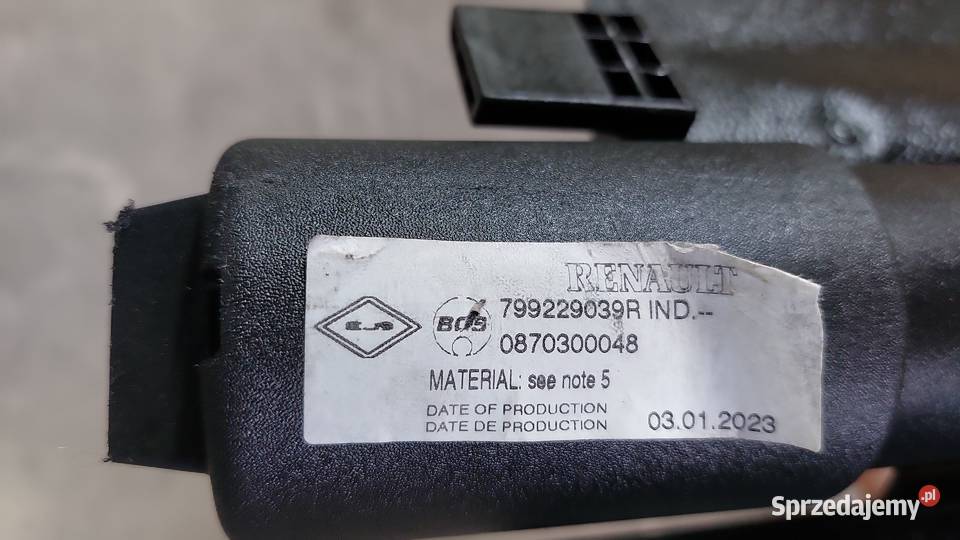 RENAULT
799229039R IND.--
BOS
0870300048
MATERIAL: see note 5
DATE OF PRODUCTION
DATE DE PRODUCTION 03.01.2023
Sprzedajemy.pl